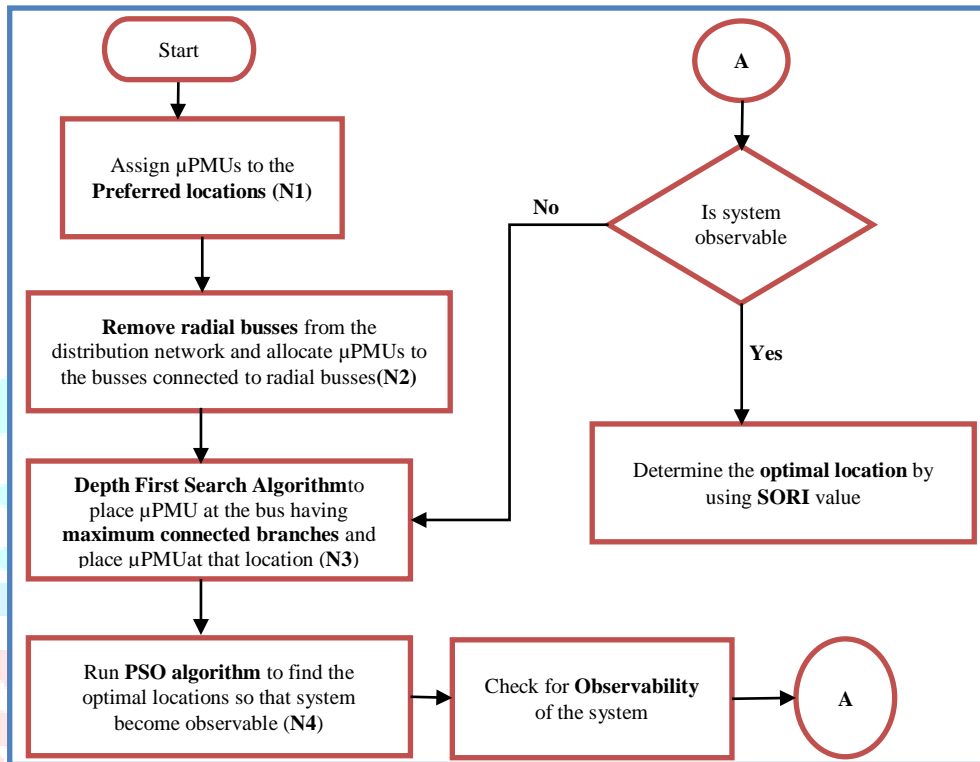 Start
Assign µPMUs to the
Preferred locations (N1)
Remove radial busses from the
distribution network and allocate µPMUs to
the busses connected to radial busses(N2)
Depth First Search Algorithmto
place µPMU at the bus having
maximum connected branches and
place µPMUat that location (N3)
Run PSO algorithm to find the
optimal locations so that system
become observable (N4)
Check for Observability
of the system
A
A
Is system
observable
No
Yes
Determine the optimal location by
using SORI value